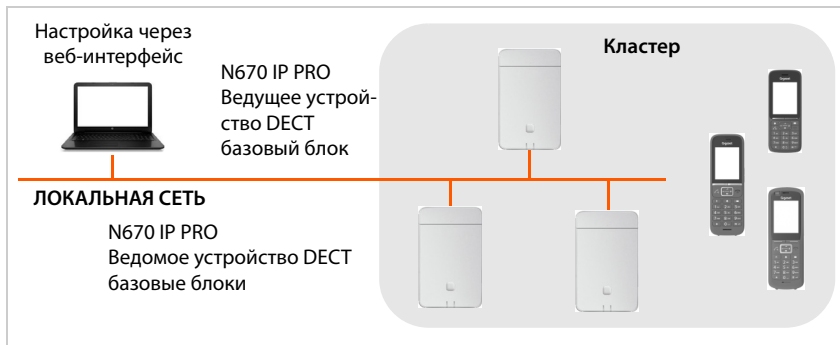 Настройка через
веб-интерфейс
N670 IP PRO
Ведущее устрой-
ство DECT
базовый блок
Кластер
ЛОКАЛЬНАЯ СЕТЬ
N670 IP PRO
Ведомое устройство DECT
базовые блоки